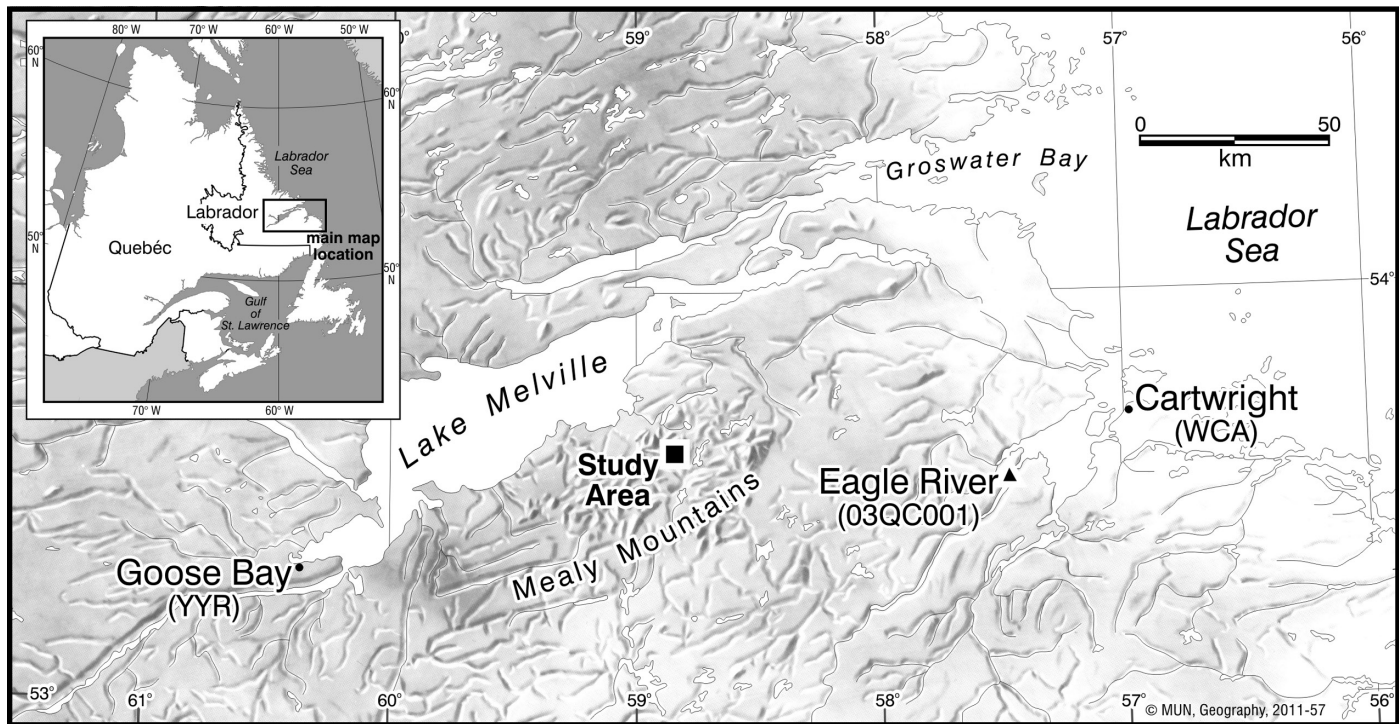 80° W
70° W
60° W
50° W
60° N
60° N
Labrador
Sea
Labrador
Quebéc
main map
location
50° N
50° N
Gulf
of
St. Lawrence
70° W
60° W
59°
58°
57°
56°
0
50
km
Groswater Bay
Labrador
Sea
54°
Lake Melville
Cartwright
(WCA)
Study
Area
Eagle River
(03QC001)
Mealy Mountains
Goose Bay
(YYR)
53°
61°
60°
59°
58°
57°
56°
© MUN, Geography, 2011-57